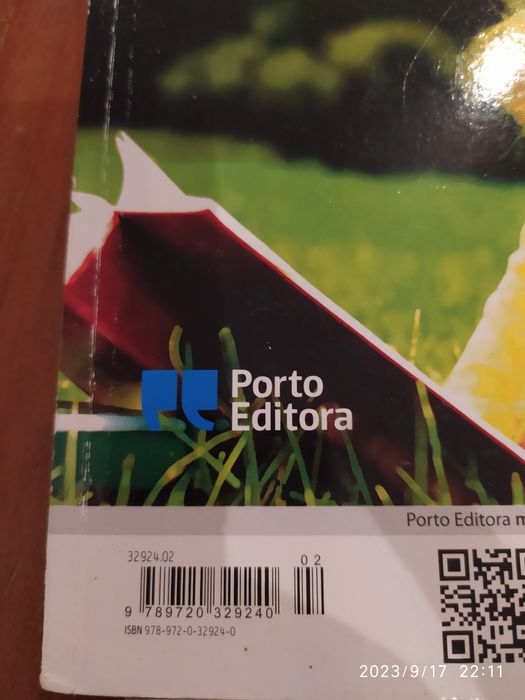 Porto
Editora
Porto Editora
32924.02
02
9 789720 329240
ISBN 978-972-0-32924-0
2023/9/17 22:11